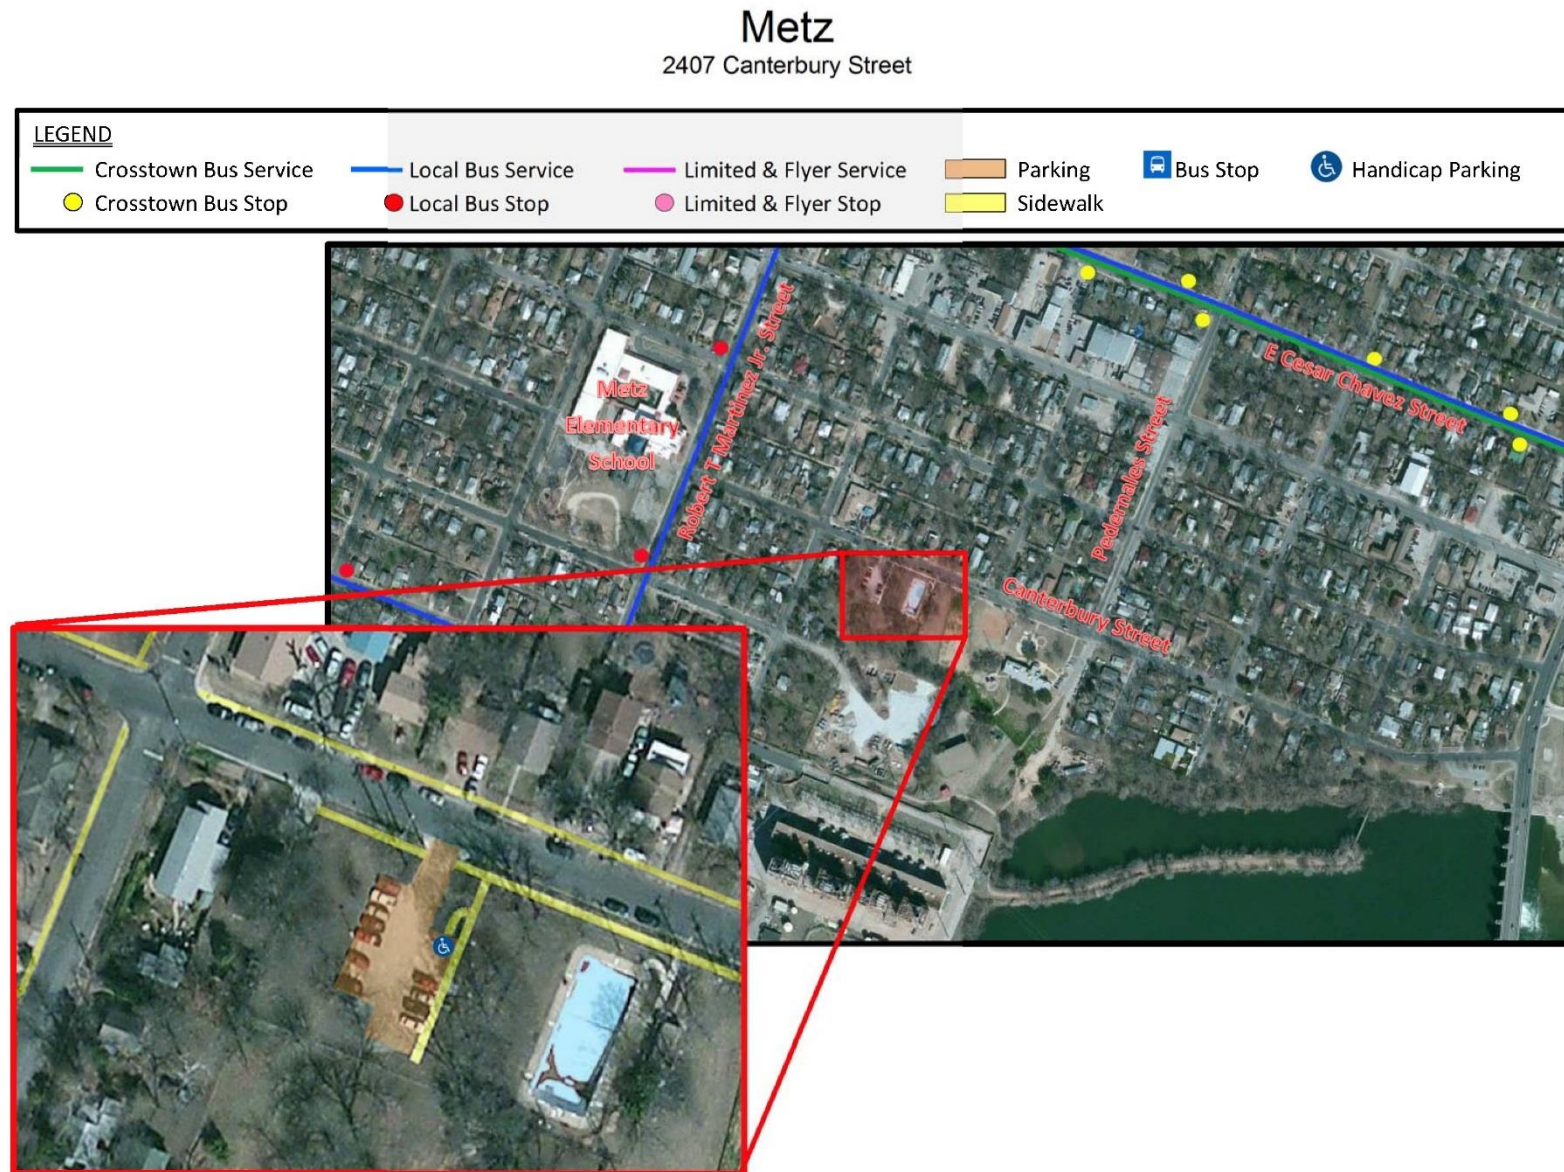 Metz
2407 Canterbury Street
LEGEND
Crosstown Bus Service
Local Bus Service
Limited & Flyer Service
Parking
Bus Stop
Handicap Parking
Crosstown Bus Stop
Local Bus Stop
Limited & Flyer Stop
Sidewalk
Metz
Elementary
School
Robert T Martinez Jr. Street
E Cesar Chavez Street
Pedernales Street
Canterbury Street